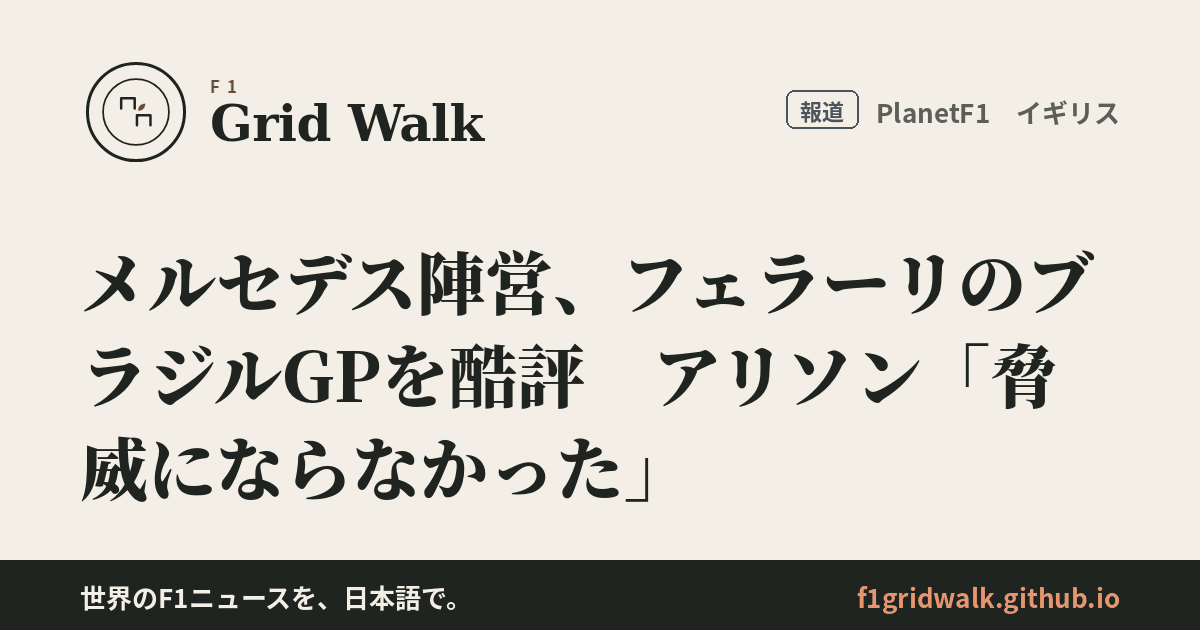 F1
Grid Walk
報道 PlanetF1 イギリス
メルセデス陣営、フェラーリのブ
ラジルGPを酷評 アリソン「脅
威にならなかった」
世界のF1ニュースを、日本語で。
f1gridwalk.github.io